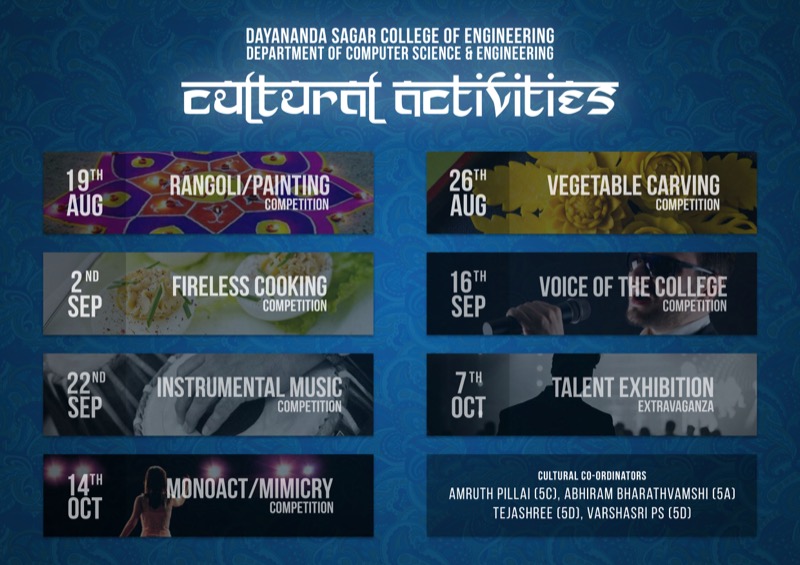 DAYANANDA SAGAR COLLEGE OF ENGINEERING
DEPARTMENT OF COMPUTER SCIENCE & ENGINEERING
cultural activities
19TH AUG
RANGOLI/PAINTING
COMPETITION
26TH AUG
VEGETABLE CARVING
COMPETITION
2ND SEP
FIRELESS COOKING
COMPETITION
16TH SEP
VOICE OF THE COLLEGE
COMPETITION
22ND SEP
INSTRUMENTAL MUSIC
COMPETITION
7TH OCT
TALENT EXHIBITION
EXTRAVAGANZA
14TH OCT
MONOACT/MIMICRY
COMPETITION
CULTURAL CO-ORDINATORS
AMRUTH PILLAI (5C), ABHIRAM BHARATHVAMSHI (5A)
TEJASHREE (5D), VARSHASRI PS (5D)